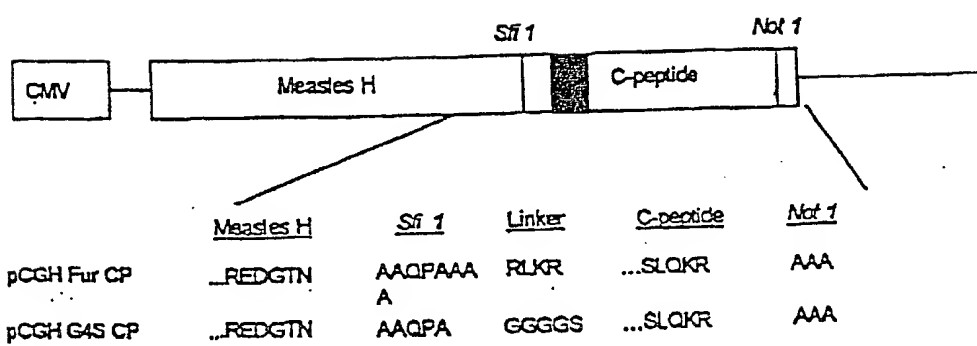 Sfi 1 Not 1
CMV Measles H C-peptide
Measles H Sfi 1 Linker C-peptide Not 1
pCGH Fur CP ...REDGTN AAQPAAA RLKR ...SLQKR AAA
A
pCGH G4S CP ...REDGTN AAQPA GGGGS ...SLQKR AAA